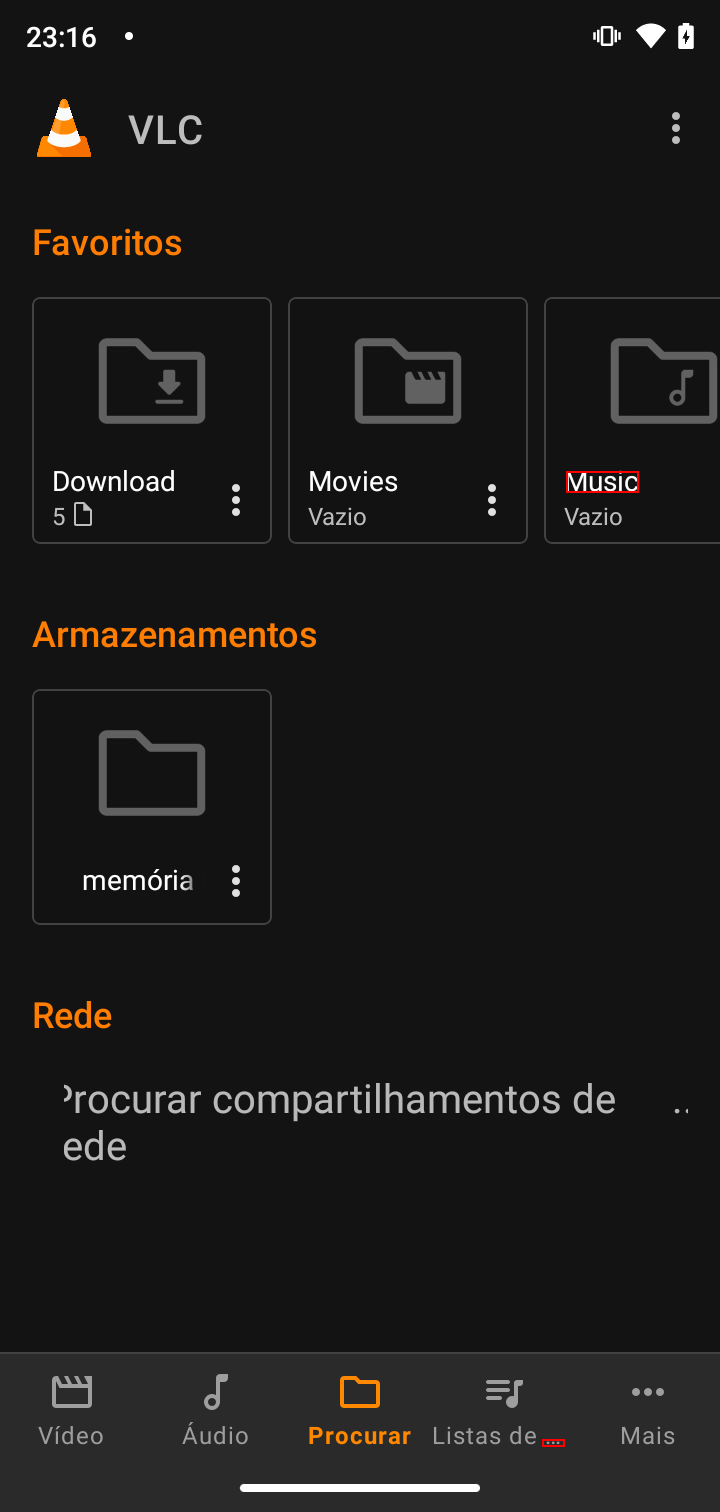 23:16
VLC
Favoritos
Download
5
Movies
Vazio
Music
Vazio
Armazenamentos
memória
Rede
Procurar compartilhamentos de
ede
..
Vídeo
Áudio
Procurar
Listas de ...
Mais